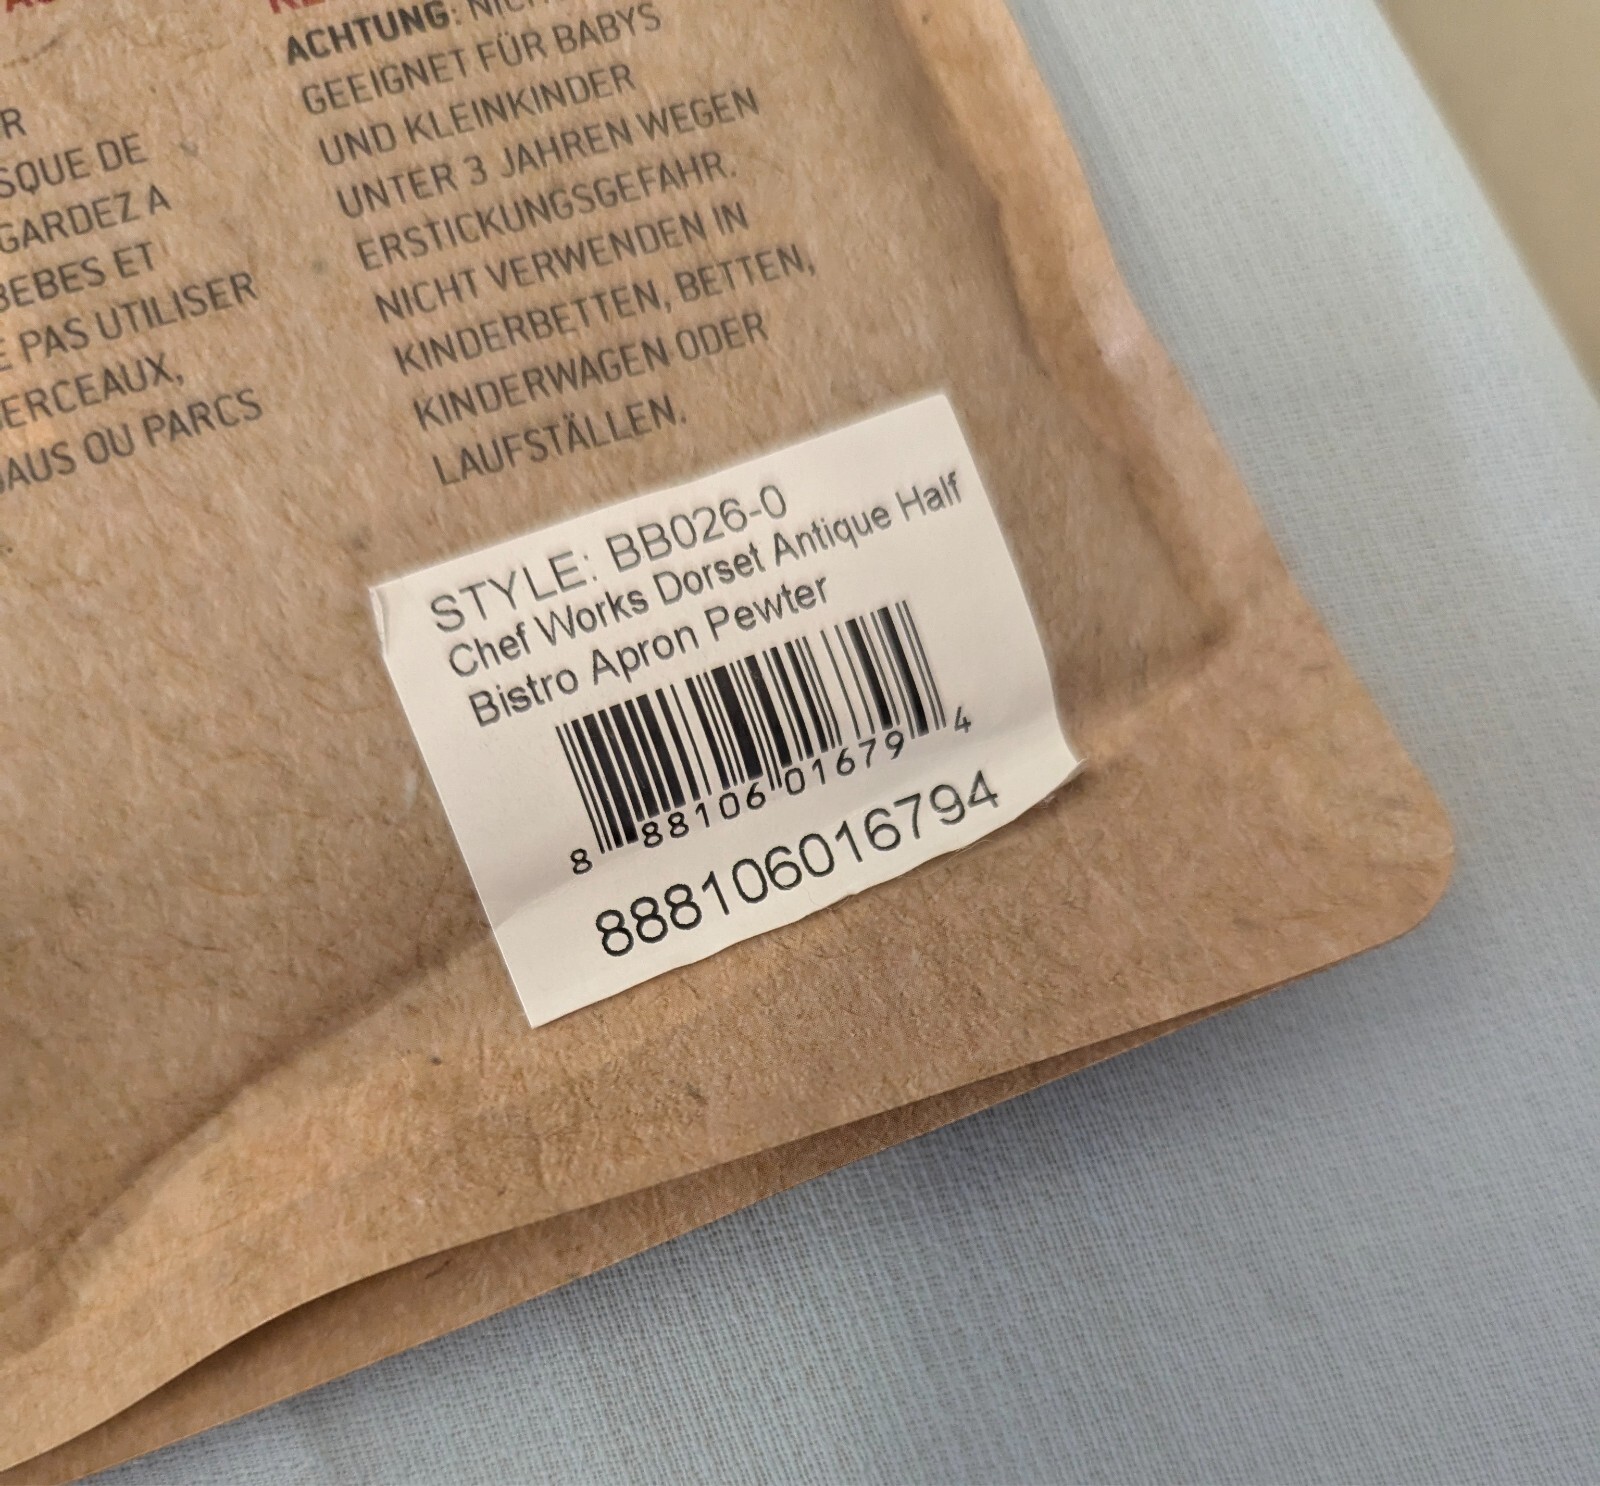 R
SQUE DE
GARDEZ A
BEBES ET
E PAS UTILISER
BERCEAUX,
OU PARCS
ACHTUNG:
GEEIGNET FÜR BABYS
UND KLEINKINDER
UNTER 3 JAHREN WEGEN
ERSTICKUNGSGEFAHR.
NICHT VERWENDEN IN
KINDERBETTEN, BETTEN,
KINDERWAGEN ODER
LAUFSTÄLLEN.
STYLE: BB026-0
Chef Works Dorset Antique Half
Bistro Apron Pewter
8 88106 01679 4
888106016794